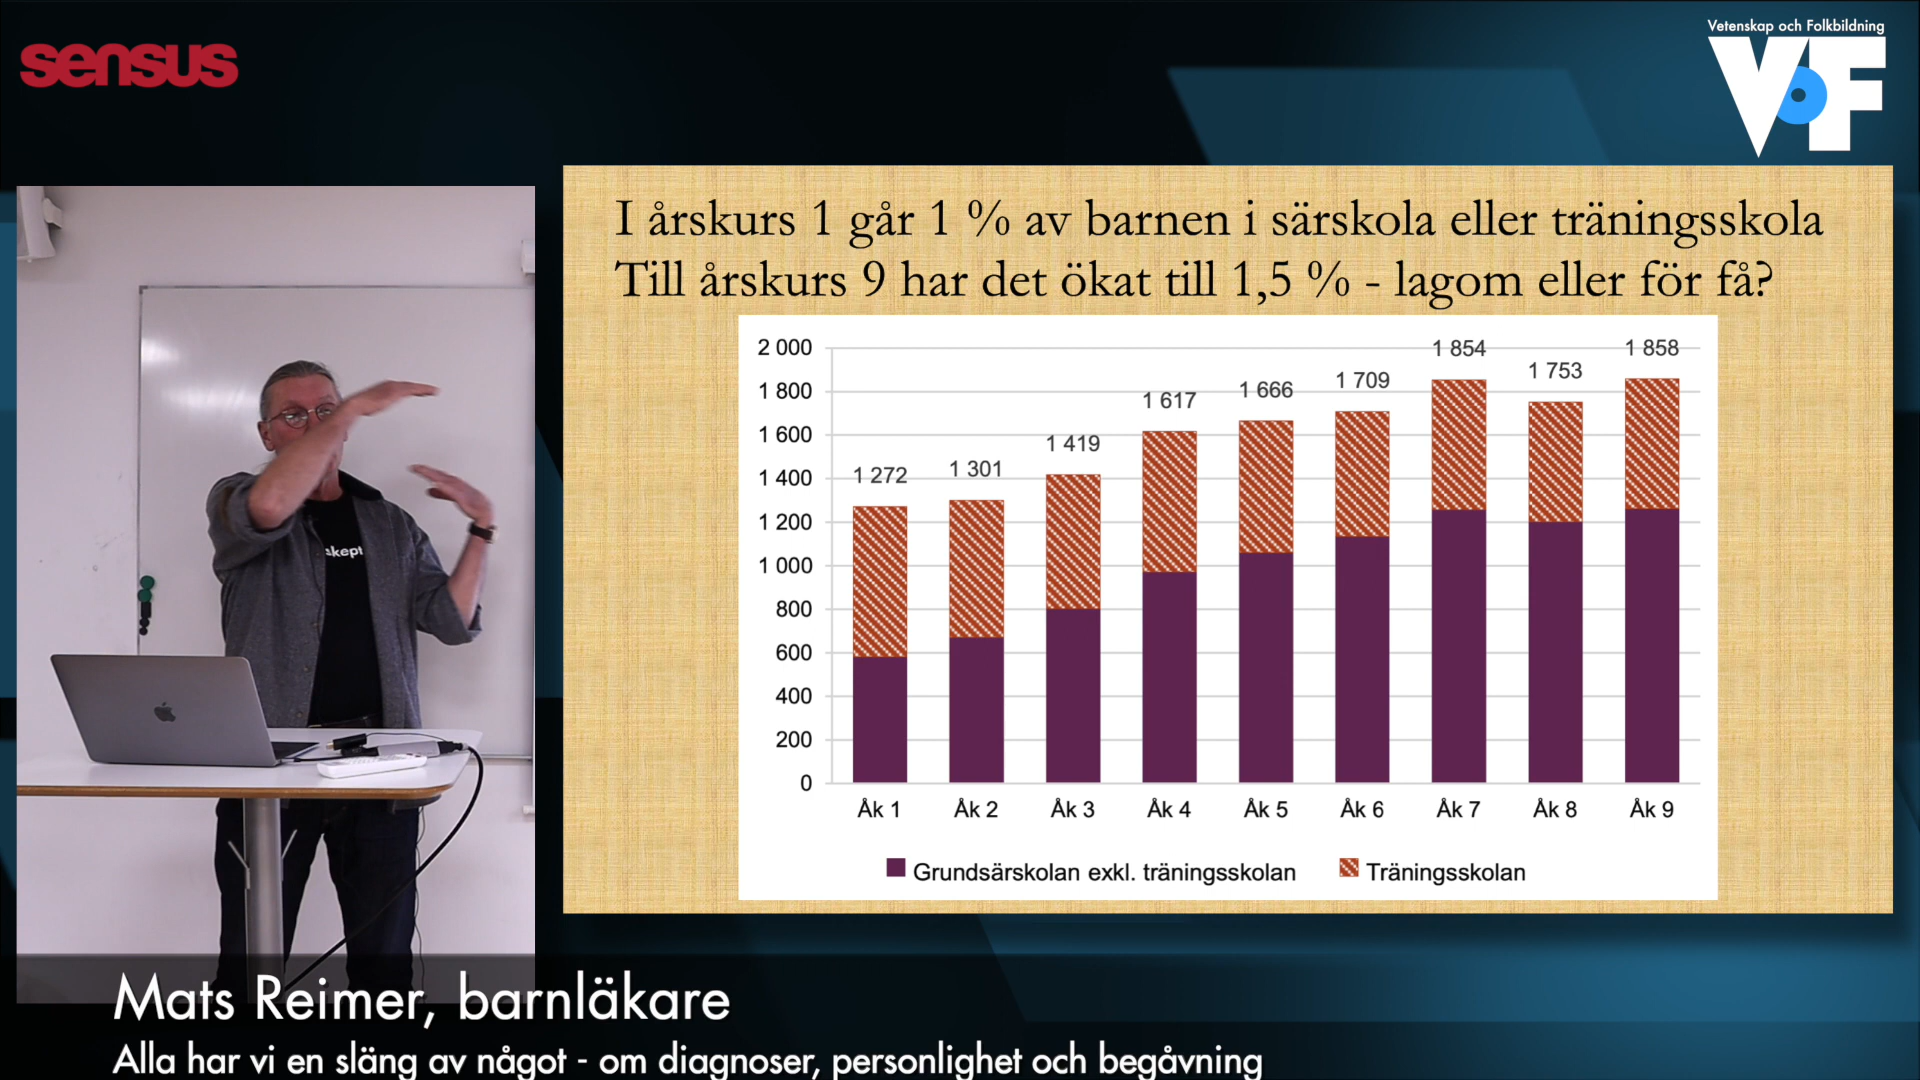 sensus
Vetenskap och Folkbildning
VoF
I årskurs 1 går 1 % av barnen i särskola eller träningsskola
Till årskurs 9 har det ökat till 1,5 % - lagom eller för få?
2 000
1 800
1 600
1 400
1 200
1 000
800
600
400
200
0
1 272
1 301
1 419
1 617
1 666
1 709
1 854
1 753
1 858
Åk 1
Åk 2
Åk 3
Åk 4
Åk 5
Åk 6
Åk 7
Åk 8
Åk 9
Grundsärskolan exkl. träningsskolan
Träningsskolan
skept
Mats Reimer, barnläkare
Alla har vi en släng av något - om diagnoser, personlighet och begåvning